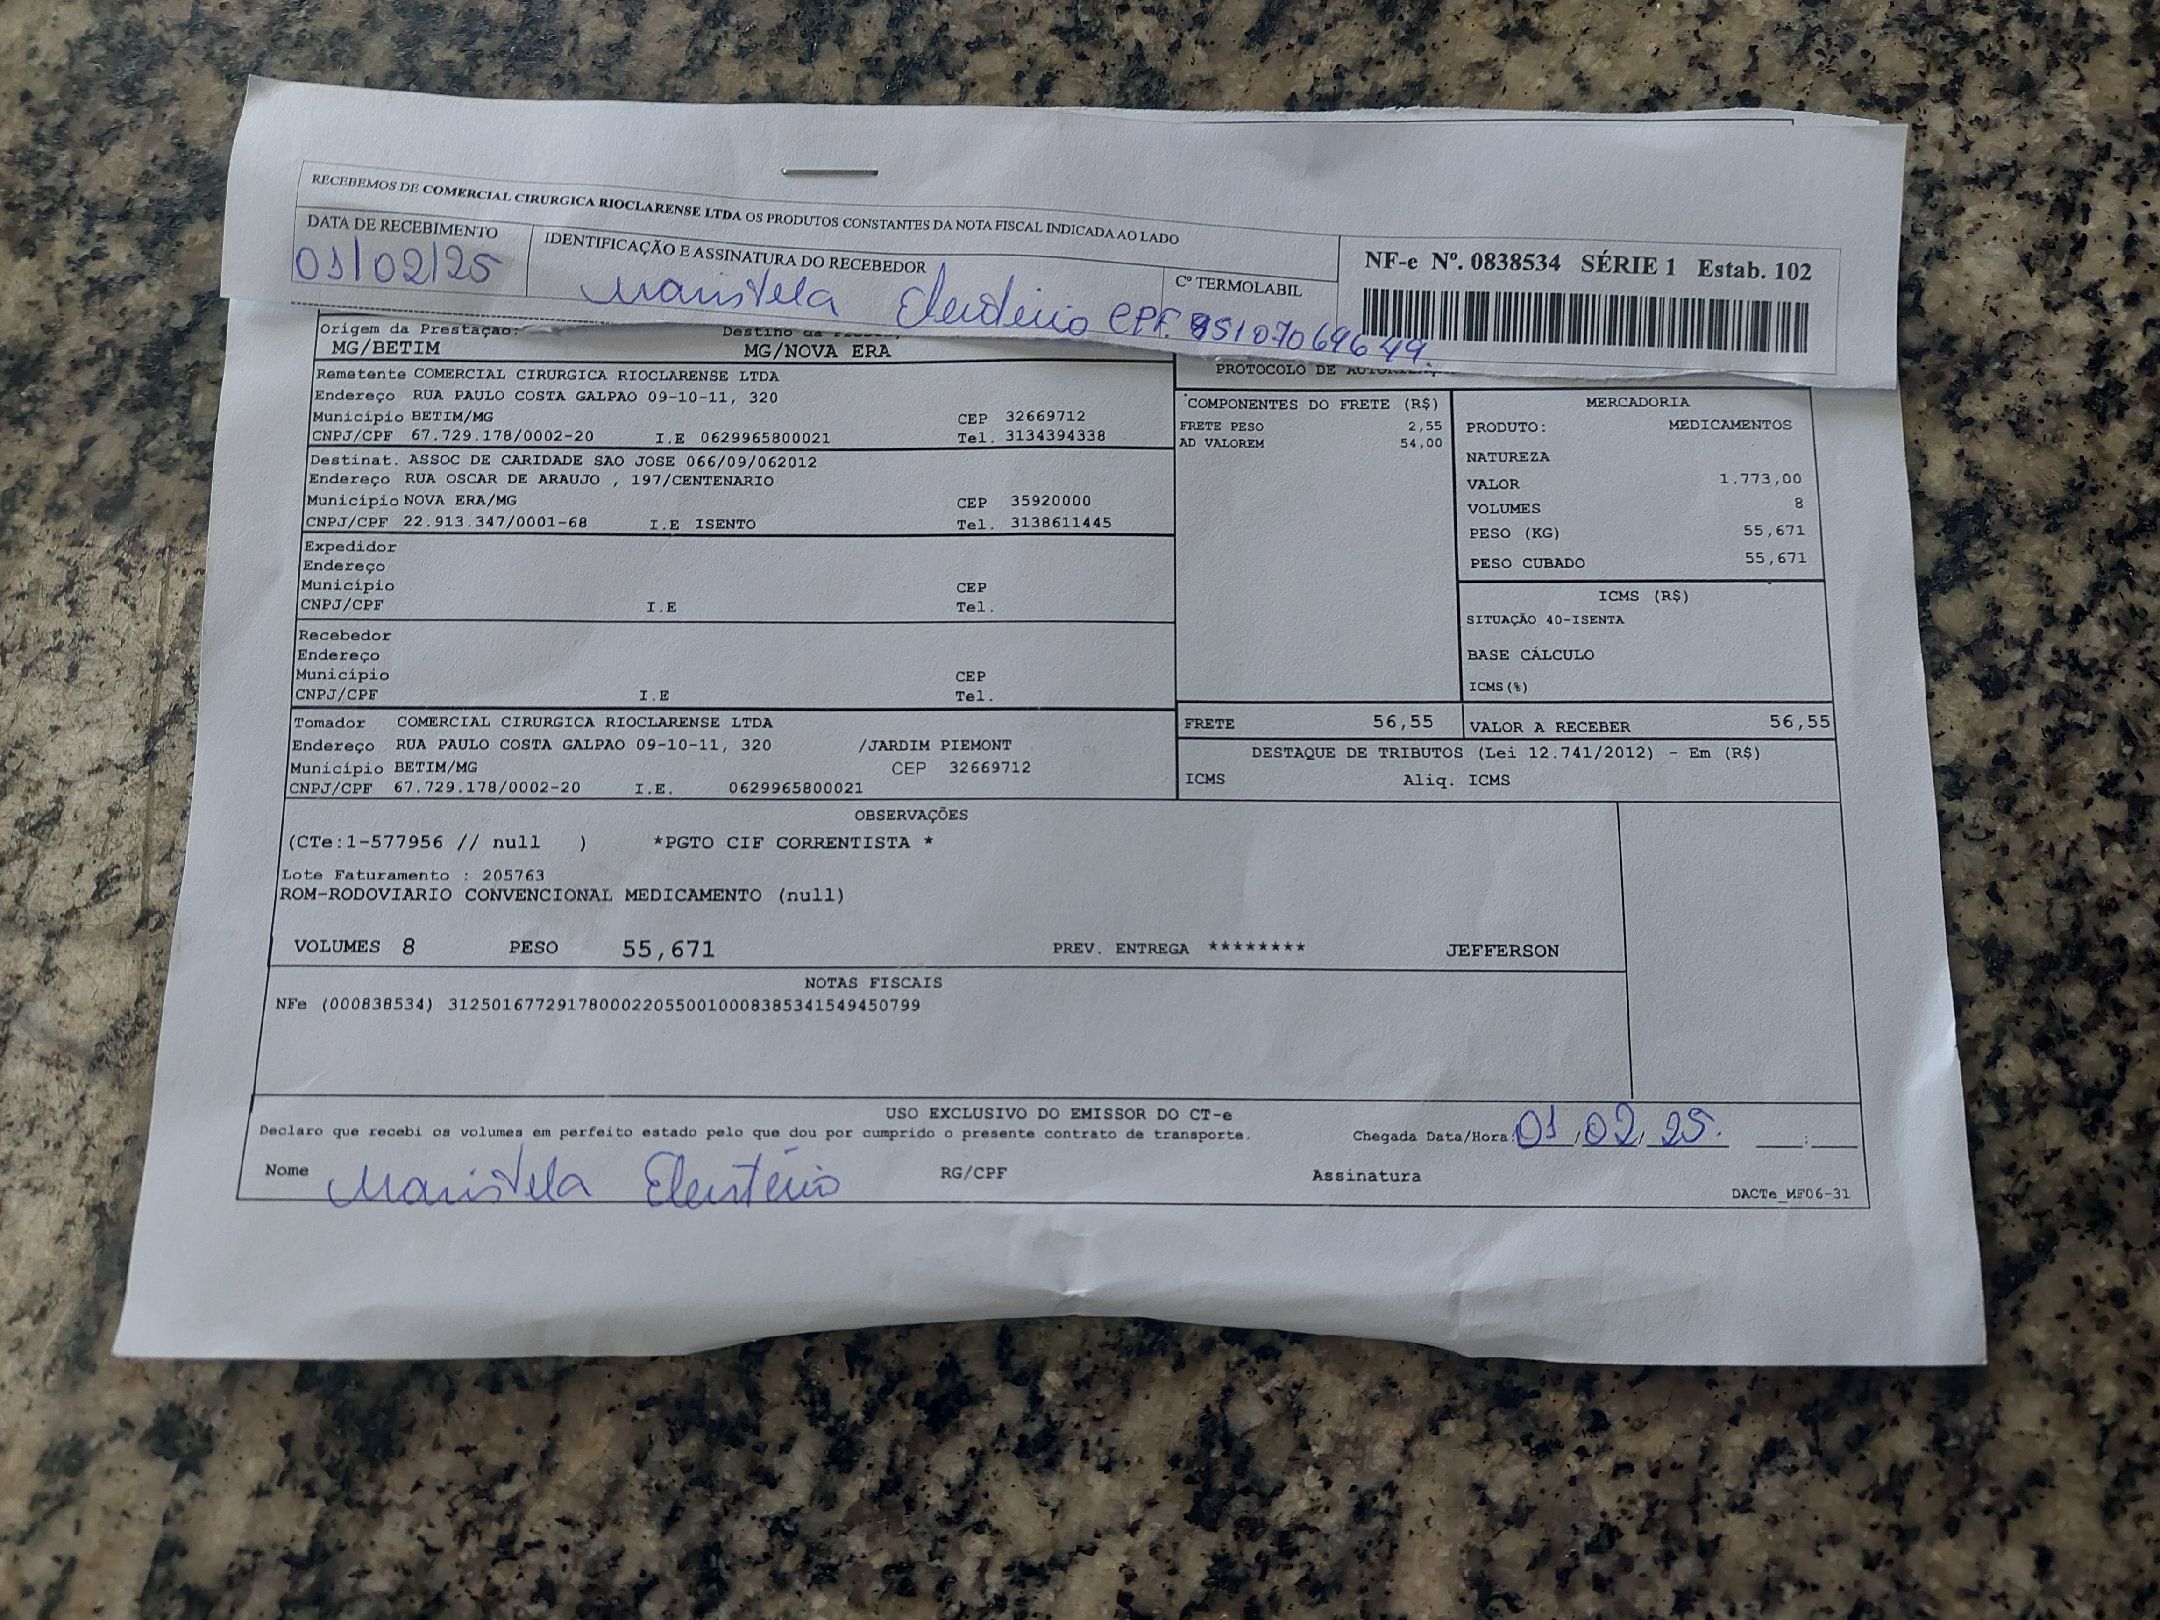 RECEBEMOS DE COMERCIAL CIRURGICA RIOCLARENSE LTDA OS PRODUTOS CONSTANTES DA NOTA FISCAL INDICADA AO LADO
DATA DE RECEBIMENTO
01/02/25
IDENTIFICAÇÃO E ASSINATURA DO RECEBEDOR
Maristela Eleutério CPF. 85107069649.
Cº TERMOLABIL
NF-e Nº. 0838534 SÉRIE 1 Estab. 102
Origem da Prestação:
MG/BETIM
Destino da
MG/NOVA ERA
Remetente COMERCIAL CIRURGICA RIOCLARENSE LTDA
Endereço RUA PAULO COSTA GALPAO 09-10-11, 320
Município BETIM/MG CEP 32669712
CNPJ/CPF 67.729.178/0002-20 I.E 0629965800021 Tel. 3134394338
Destinat. ASSOC DE CARIDADE SAO JOSE 066/09/062012
Endereço RUA OSCAR DE ARAUJO , 197/CENTENARIO
Município NOVA ERA/MG CEP 35920000
CNPJ/CPF 22.913.347/0001-68 I.E ISENTO Tel. 3138611445
Expedidor
Endereço
Município CEP
CNPJ/CPF I.E Tel.
Recebedor
Endereço
Município CEP
CNPJ/CPF I.E Tel.
Tomador COMERCIAL CIRURGICA RIOCLARENSE LTDA
Endereço RUA PAULO COSTA GALPAO 09-10-11, 320 /JARDIM PIEMONT
Município BETIM/MG CEP 32669712
CNPJ/CPF 67.729.178/0002-20 I.E. 0629965800021
PROTOCOLO DE
COMPONENTES DO FRETE (R$)
FRETE PESO 2,55
AD VALOREM 54,00
MERCADORIA
PRODUTO: MEDICAMENTOS
NATUREZA
VALOR 1.773,00
VOLUMES 8
PESO (KG) 55,671
PESO CUBADO 55,671
ICMS (R$)
SITUAÇÃO 40-ISENTA
BASE CÁLCULO
ICMS(%)
FRETE 56,55 VALOR A RECEBER 56,55
DESTAQUE DE TRIBUTOS (Lei 12.741/2012) - Em (R$)
ICMS Aliq. ICMS
OBSERVAÇÕES
(CTe:1-577956 // null ) *PGTO CIF CORRENTISTA *
Lote Faturamento : 205763
ROM-RODOVIARIO CONVENCIONAL MEDICAMENTO (null)
VOLUMES 8 PESO 55,671 PREV. ENTREGA ******** JEFFERSON
NOTAS FISCAIS
NFe (000838534) 31250167729178000220550010008385341549450799
USO EXCLUSIVO DO EMISSOR DO CT-e
Declaro que recebi os volumes em perfeito estado pelo que dou por cumprido o presente contrato de transporte. Chegada Data/Hora: 01/02/25. __:__
Nome Maristela Eleutério RG/CPF Assinatura
DACTe_MF06-31